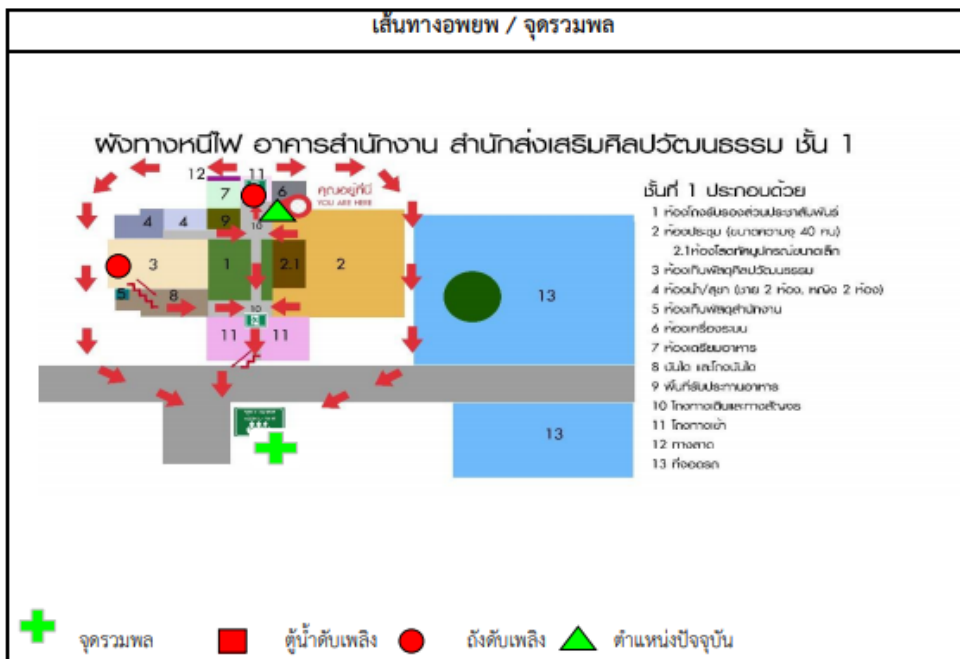 เส้นทางอพยพ / จุดรวมพล
ผังทางหนีไฟ อาคารสำนักงาน สำนักส่งเสริมศิลปวัฒนธรรม ชั้น 1
12
11
7
6
คุณอยู่ที่นี่
YOU ARE HERE
4
4
9
10
3
1
2.1
2
13
5
8
10
11
11
13
ชั้นที่ 1 ประกอบด้วย
1 ห้องโถงรับรองส่วนประชาสัมพันธ์
2 ห้องประชุม (ขนาดความจุ 40 คน)
2.1ห้องโสตทัศนูปกรณ์ขนาดเล็ก
3 ห้องเก็บพัสดุศิลปวัฒนธรรม
4 ห้องน้ำ/สุขา (ชาย 2 ห้อง, หญิง 2 ห้อง)
5 ห้องเก็บพัสดุสำนักงาน
6 ห้องเครื่องระบบ
7 ห้องเตรียมอาหาร
8 บันได และโถงบันได
9 พื้นที่รับประทานอาหาร
10 โถงทางเดินและทางสัญจร
11 โถงทางเข้า
12 ทางลาด
13 ที่จอดรถ
จุดรวมพล
ตู้น้ำดับเพลิง
ถังดับเพลิง
ตำแหน่งปัจจุบัน